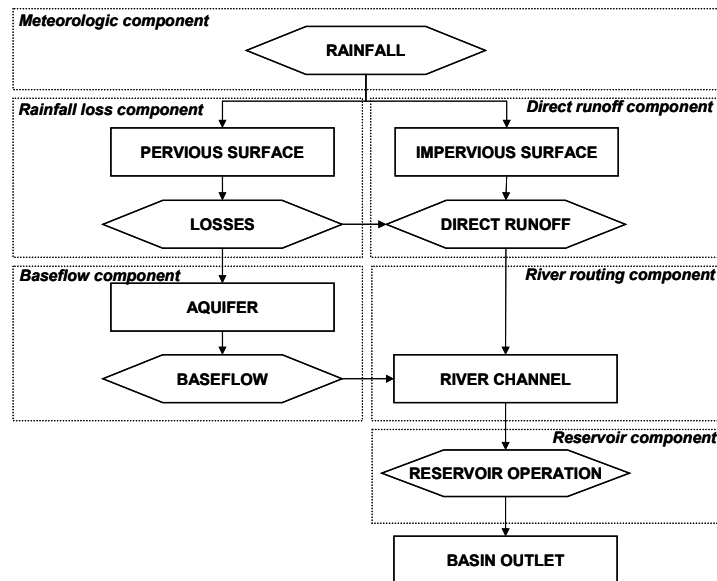 Meteorologic component
RAINFALL
Rainfall loss component
Direct runoff component
PERVIOUS SURFACE
IMPERVIOUS SURFACE
LOSSES
DIRECT RUNOFF
Baseflow component
River routing component
AQUIFER
BASEFLOW
RIVER CHANNEL
Reservoir component
RESERVOIR OPERATION
BASIN OUTLET